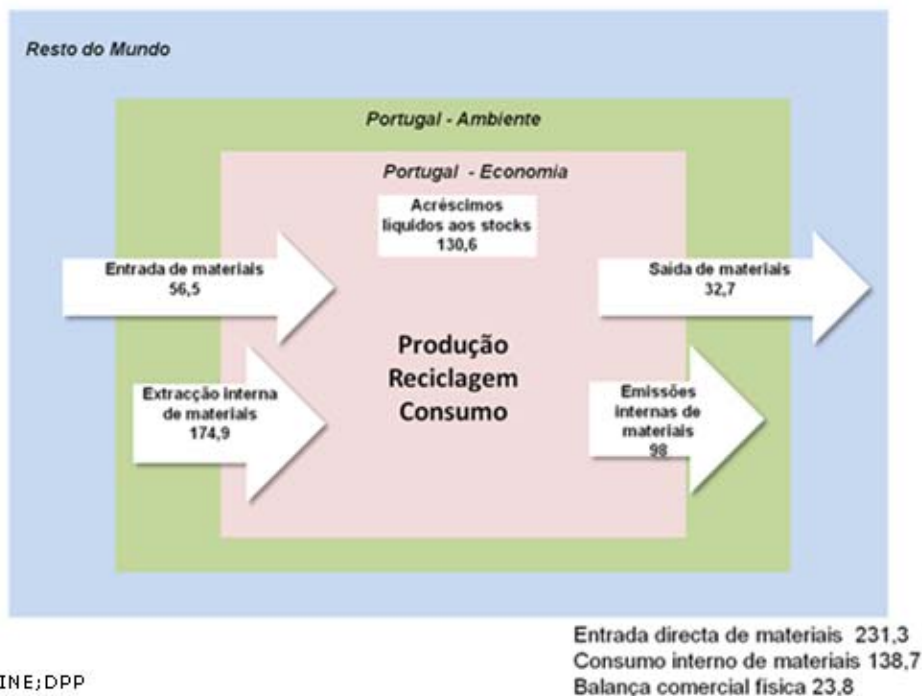 Resto do Mundo
Portugal - Ambiente
Portugal - Economia
Acréscimos
líquidos aos stocks
130,6
Entrada de materiais
56,5
Saída de materiais
32,7
Produção
Reciclagem
Consumo
Extracção interna
de materiais
174,9
Emissões
internas de
materiais
98
Entrada directa de materiais 231,3
Consumo interno de materiais 138,7
Balança comercial física 23,8
INE;DPP